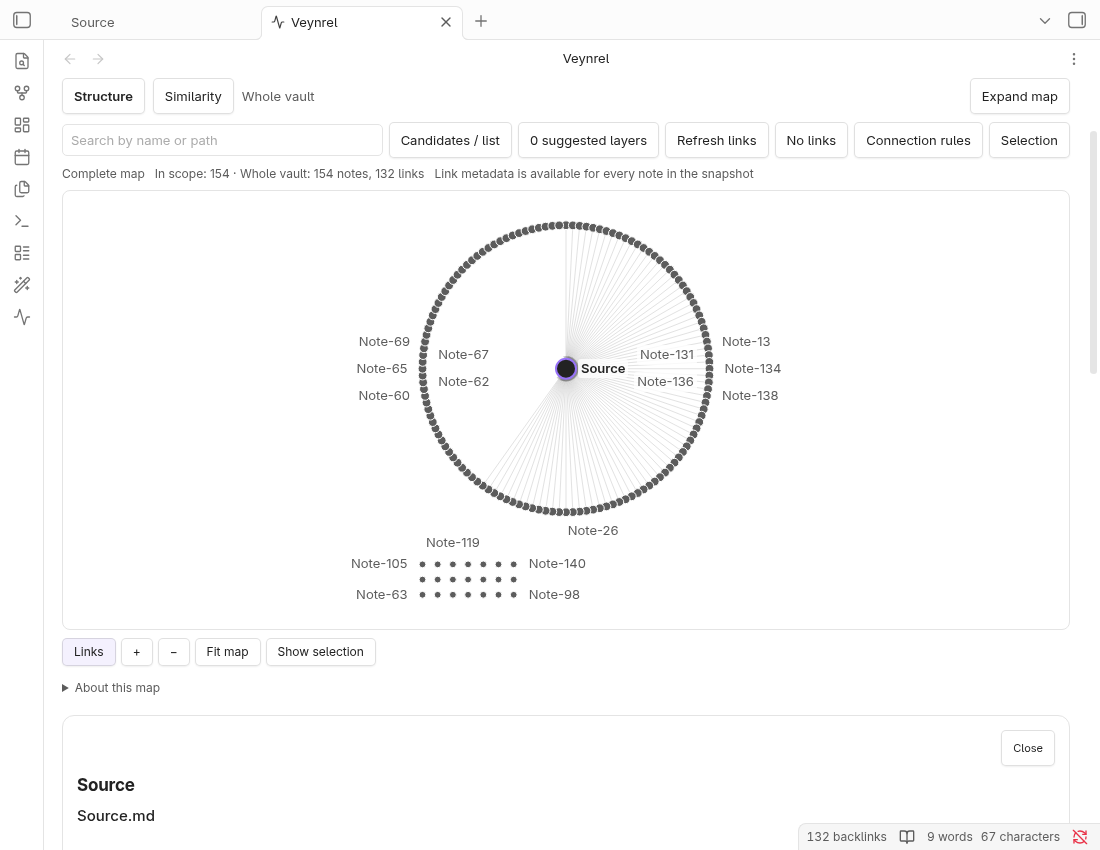 Source
Veynrel
Veynrel
Structure
Similarity
Whole vault
Expand map
Search by name or path
Candidates / list
0 suggested layers
Refresh links
No links
Connection rules
Selection
Complete map In scope: 154 · Whole vault: 154 notes, 132 links Link metadata is available for every note in the snapshot
Note-69
Note-13
Note-67
Note-131
Note-65
Source
Note-134
Note-62
Note-136
Note-60
Note-138
Note-26
Note-119
Note-105
Note-140
Note-63
Note-98
Links
+
−
Fit map
Show selection
About this map
Close
Source
Source.md
132 backlinks
9 words
67 characters